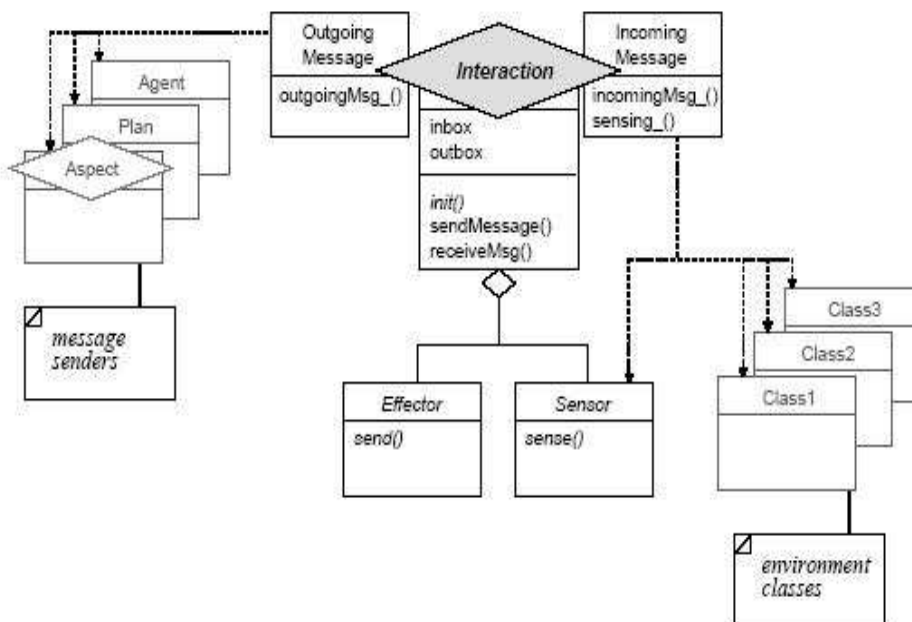 Outgoing
Message
outgoingMsg_()
Interaction
inbox
outbox
init()
sendMessage()
receiveMsg()
Incoming
Message
incomingMsg_()
sensing_()
Agent
Plan
Aspect
message
senders
Effector
send()
Sensor
sense()
Class3
Class2
Class1
environment
classes